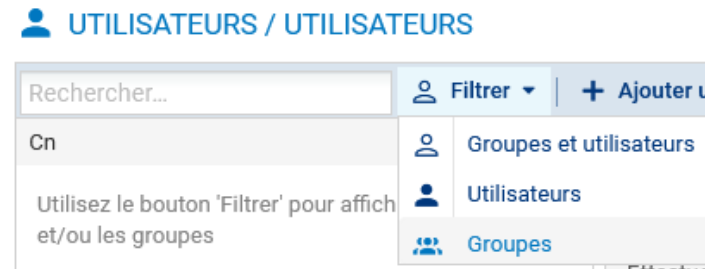 UTILISATEURS / UTILISATEURS
Rechercher...
Filtrer
Ajouter
Cn
Groupes et utilisateurs
Utilisez le bouton 'Filtrer' pour affich
Utilisateurs
et/ou les groupes
Groupes